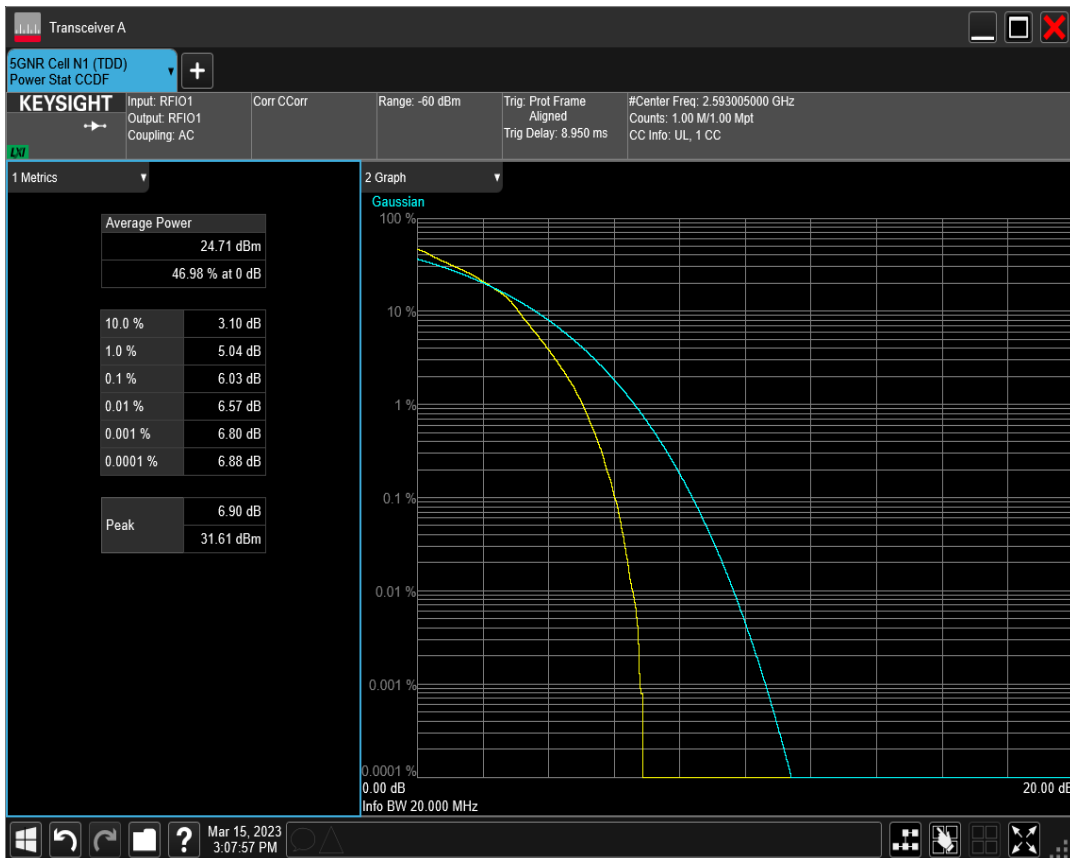 Transceiver A
5GNR Cell N1 (TDD)
Power Stat CCDF
KEYSIGHT
LXI
Input: RFIO1
Output: RFIO1
Coupling: AC
Corr CCorr
Range: -60 dBm
Trig: Prot Frame
Aligned
Trig Delay: 8.950 ms
#Center Freq: 2.593005000 GHz
Counts: 1.00 M/1.00 Mpt
CC Info: UL, 1 CC
1 Metrics
Average Power
24.71 dBm
46.98 % at 0 dB
10.0 % 3.10 dB
1.0 % 5.04 dB
0.1 % 6.03 dB
0.01 % 6.57 dB
0.001 % 6.80 dB
0.0001 % 6.88 dB
Peak
6.90 dB
31.61 dBm
2 Graph
Gaussian
100 %
10 %
1 %
0.1 %
0.01 %
0.001 %
0.0001 %
0.00 dB 20.00 dB
Info BW 20.000 MHz
?
Mar 15, 2023
3:07:57 PM